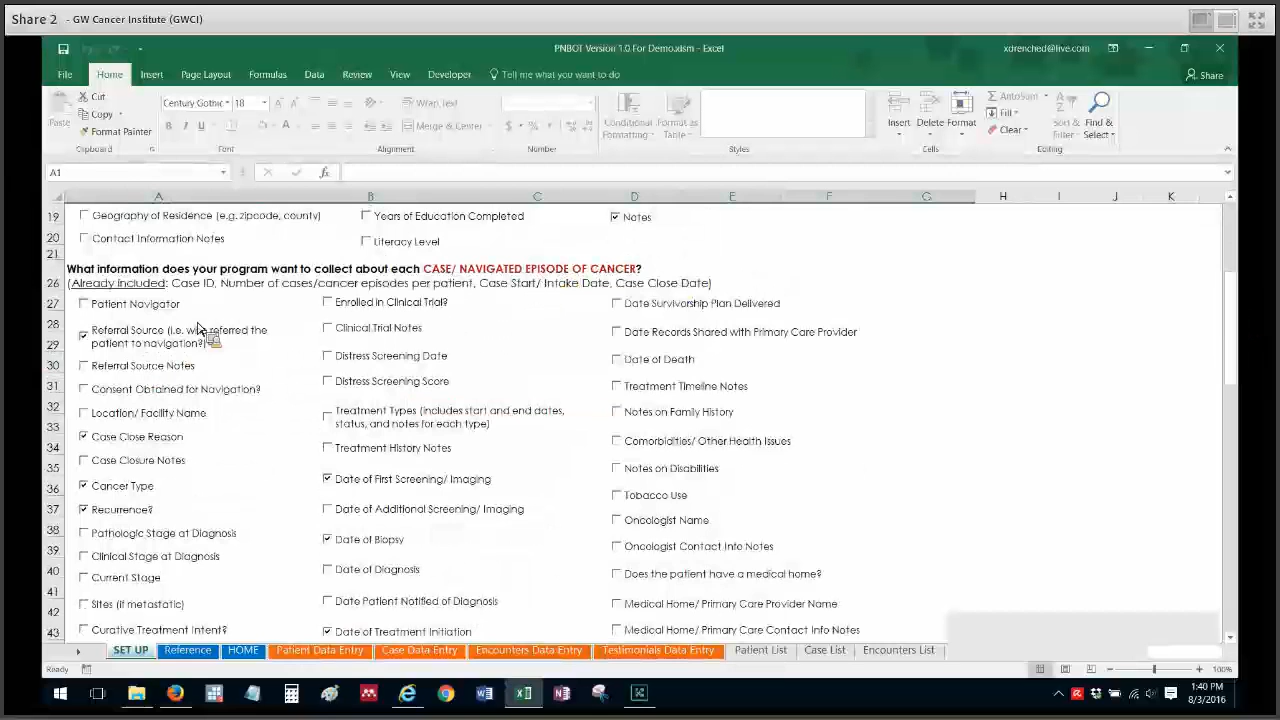 Share 2 - GW Cancer Institute (GWCI)
PNBOT Version 1.0 For Demo.xlsm - Excel
xdrenched@live.com
File Home Insert Page Layout Formulas Data Review View Developer Tell me what you want to do
Share
Cut
Copy
Format Painter
Paste
Century Gothic 18
Wrap Text
Merge & Center
Conditional Formatting
Format as Table
Insert Delete Format
AutoSum
Fill
Clear
Sort & Filter
Find & Select
Clipboard Font Alignment Number Styles Cells Editing
A1
fx
A B C D E F G H I J K
19 Geography of Residence (e.g. zipcode, county) Years of Education Completed Notes
20 Contact Information Notes Literacy Level
21
What information does your program want to collect about each CASE/ NAVIGATED EPISODE OF CANCER?
26 (Already included: Case ID, Number of cases/cancer episodes per patient, Case Start/ Intake Date, Case Close Date)
27 Patient Navigator Enrolled in Clinical Trial? Date Survivorship Plan Delivered
28 Referral Source (i.e. who referred the Clinical Trial Notes Date Records Shared with Primary Care Provider
29 patient to navigation?)
Distress Screening Date Date of Death
30 Referral Source Notes
31 Consent Obtained for Navigation? Distress Screening Score Treatment Timeline Notes
32 Location/ Facility Name Treatment Types (includes start and end dates, Notes on Family History
33 status, and notes for each type)
Case Close Reason Comorbidities/ Other Health Issues
34 Treatment History Notes
35 Case Closure Notes Notes on Disabilities
36 Cancer Type Date of First Screening/ Imaging Tobacco Use
37 Recurrence? Date of Additional Screening/ Imaging Oncologist Name
38 Pathologic Stage at Diagnosis Date of Biopsy Oncologist Contact Info Notes
39 Clinical Stage at Diagnosis
40 Current Stage Date of Diagnosis Does the patient have a medical home?
41
42 Sites (if metastatic) Date Patient Notified of Diagnosis Medical Home/ Primary Care Provider Name
43 Curative Treatment Intent? Date of Treatment Initiation Medical Home/ Primary Care Contact Info Notes
SET UP Reference HOME Patient Data Entry Case Data Entry Encounters Data Entry Testimonials Data Entry Patient List Case List Encounters List
Ready
100%
1:40 PM
8/3/2016